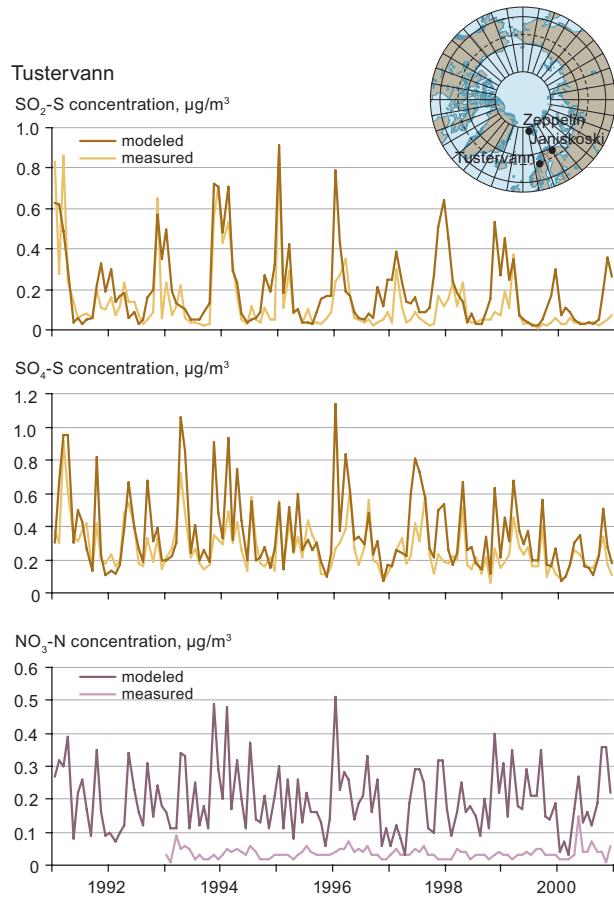 Zeppelin
Janiskoski
Tustervann
Tustervann
SO₂-S concentration, µg/m³
1.0
0.8
0.6
0.4
0.2
0
modeled
measured
SO₄-S concentration, µg/m³
1.2
1.0
0.8
0.6
0.4
0.2
0
modeled
measured
NO₃-N concentration, µg/m³
0.6
0.5
0.4
0.3
0.2
0.1
0
modeled
measured
1992 1994 1996 1998 2000